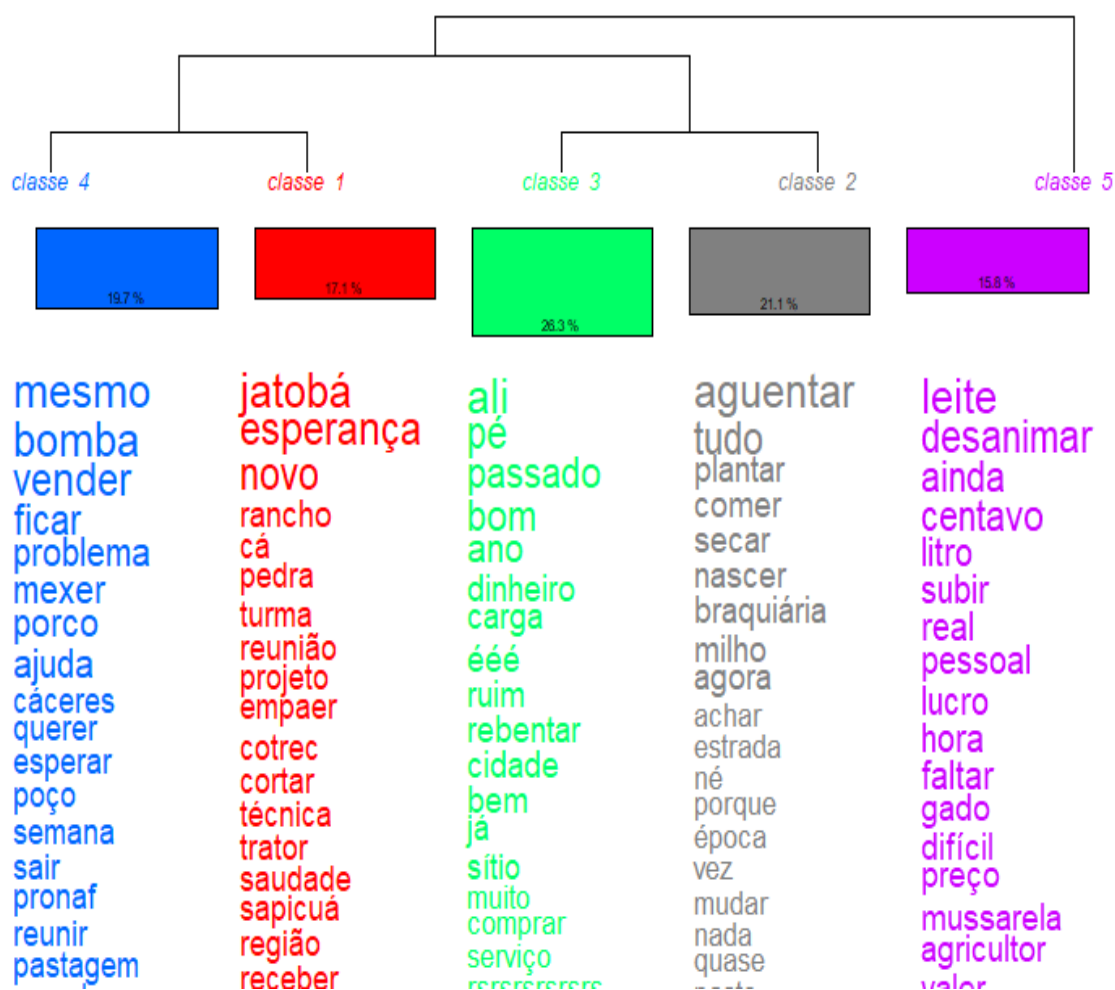 classe 4
classe 1
classe 3
classe 2
classe 5
19.7 %
17.1 %
26.3 %
21.1 %
15.8 %
mesmo
bomba
vender
ficar
problema
mexer
porco
ajuda
cáceres
querer
esperar
poço
semana
sair
pronaf
reunir
pastagem
jatobá
esperança
novo
rancho
cá
pedra
turma
reunião
projeto
empaer
cotrec
cortar
técnica
trator
saudade
sapicuá
região
receber
ali
pé
passado
bom
ano
dinheiro
carga
ééé
ruim
rebentar
cidade
bem
já
sítio
muito
comprar
serviço
rsrsrsrsrsrs
aguentar
tudo
plantar
comer
secar
nascer
braquiária
milho
agora
achar
estrada
né
porque
época
vez
mudar
nada
quase
leite
desanimar
ainda
centavo
litro
subir
real
pessoal
lucro
hora
faltar
gado
difícil
preço
mussarela
agricultor
valor